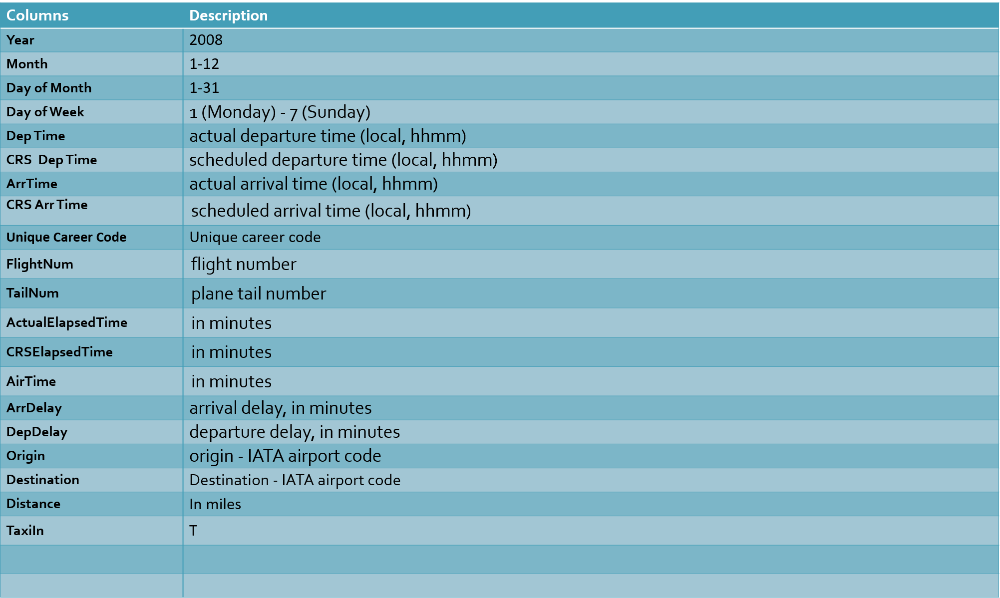 Columns Description
Year 2008
Month 1-12
Day of Month 1-31
Day of Week 1 (Monday) - 7 (Sunday)
Dep Time actual departure time (local, hhmm)
CRS Dep Time scheduled departure time (local, hhmm)
ArrTime actual arrival time (local, hhmm)
CRS Arr Time scheduled arrival time (local, hhmm)
Unique Career Code Unique career code
FlightNum flight number
TailNum plane tail number
ActualElapsedTime in minutes
CRSElapsedTime in minutes
AirTime in minutes
ArrDelay arrival delay, in minutes
DepDelay departure delay, in minutes
Origin origin - IATA airport code
Destination Destination - IATA airport code
Distance In miles
TaxiIn T